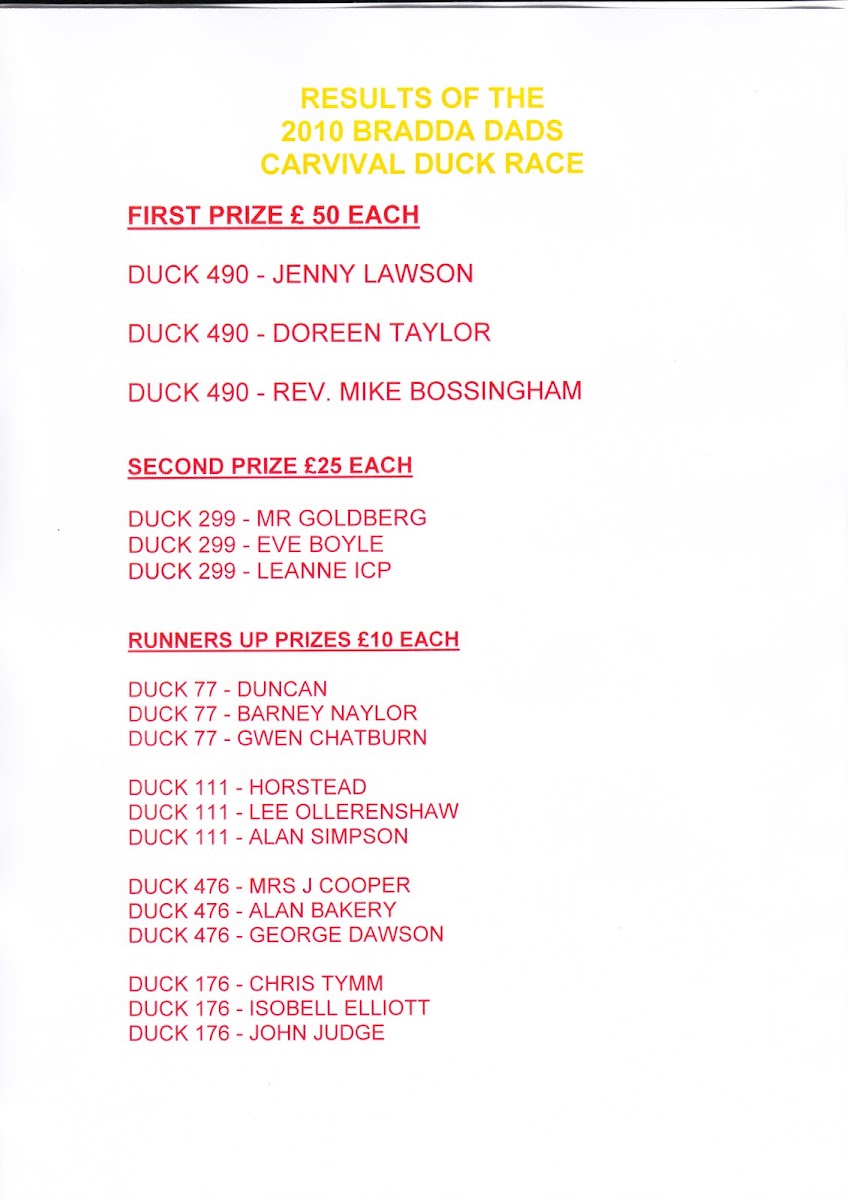 RESULTS OF THE
2010 BRADDA DADS
CARVIVAL DUCK RACE
FIRST PRIZE £ 50 EACH
DUCK 490 - JENNY LAWSON
DUCK 490 - DOREEN TAYLOR
DUCK 490 - REV. MIKE BOSSINGHAM
SECOND PRIZE £25 EACH
DUCK 299 - MR GOLDBERG
DUCK 299 - EVE BOYLE
DUCK 299 - LEANNE ICP
RUNNERS UP PRIZES £10 EACH
DUCK 77 - DUNCAN
DUCK 77 - BARNEY NAYLOR
DUCK 77 - GWEN CHATBURN
DUCK 111 - HORSTEAD
DUCK 111 - LEE OLLERENSHAW
DUCK 111 - ALAN SIMPSON
DUCK 476 - MRS J COOPER
DUCK 476 - ALAN BAKERY
DUCK 476 - GEORGE DAWSON
DUCK 176 - CHRIS TYMM
DUCK 176 - ISOBELL ELLIOTT
DUCK 176 - JOHN JUDGE